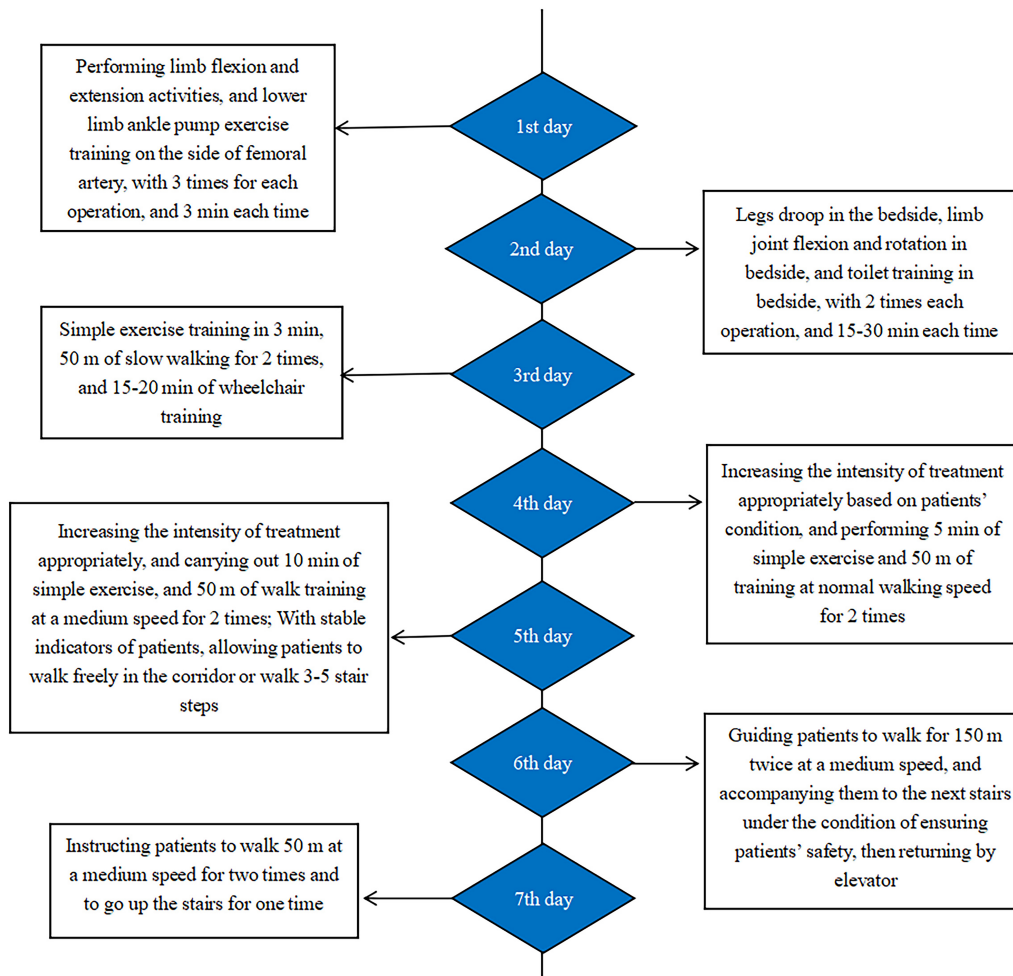 Performing limb flexion and
extension activities, and lower
limb ankle pump exercise
training on the side of femoral
artery, with 3 times for each
operation, and 3 min each time
1st day
2nd day
Legs droop in the bedside, limb
joint flexion and rotation in
bedside, and toilet training in
bedside, with 2 times each
operation, and 15-30 min each time
Simple exercise training in 3 min,
50 m of slow walking for 2 times,
and 15-20 min of wheelchair
training
3rd day
4th day
Increasing the intensity of treatment
appropriately based on patients’
condition, and performing 5 min of
simple exercise and 50 m of
training at normal walking speed
for 2 times
Increasing the intensity of treatment
appropriately, and carrying out 10 min of
simple exercise, and 50 m of walk training
at a medium speed for 2 times; With stable
indicators of patients, allowing patients to
walk freely in the corridor or walk 3-5 stair
steps
5th day
6th day
Guiding patients to walk for 150 m
twice at a medium speed, and
accompanying them to the next stairs
under the condition of ensuring
patients’ safety, then returning by
elevator
Instructing patients to walk 50 m at
a medium speed for two times and
to go up the stairs for one time
7th day